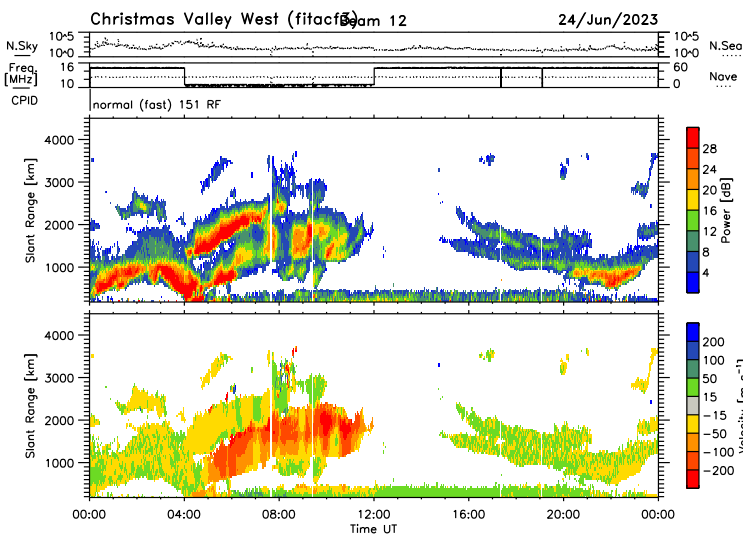 Christmas Valley West (fitacf3)
Beam 12
24/Jun/2023
N.Sky
10^5
10^0
10^5
10^0
N.Sea
Freq.
[MHz]
16
10
60
0
Nave
CPID
normal (fast) 151 RF
Slant Range [km]
4000
3000
2000
1000
28
24
20
16
12
8
4
Power [dB]
Slant Range [km]
4000
3000
2000
1000
200
100
50
15
-15
-50
-100
-200
Velocity [m s⁻¹]
00:00 04:00 08:00 12:00 16:00 20:00 00:00
Time UT